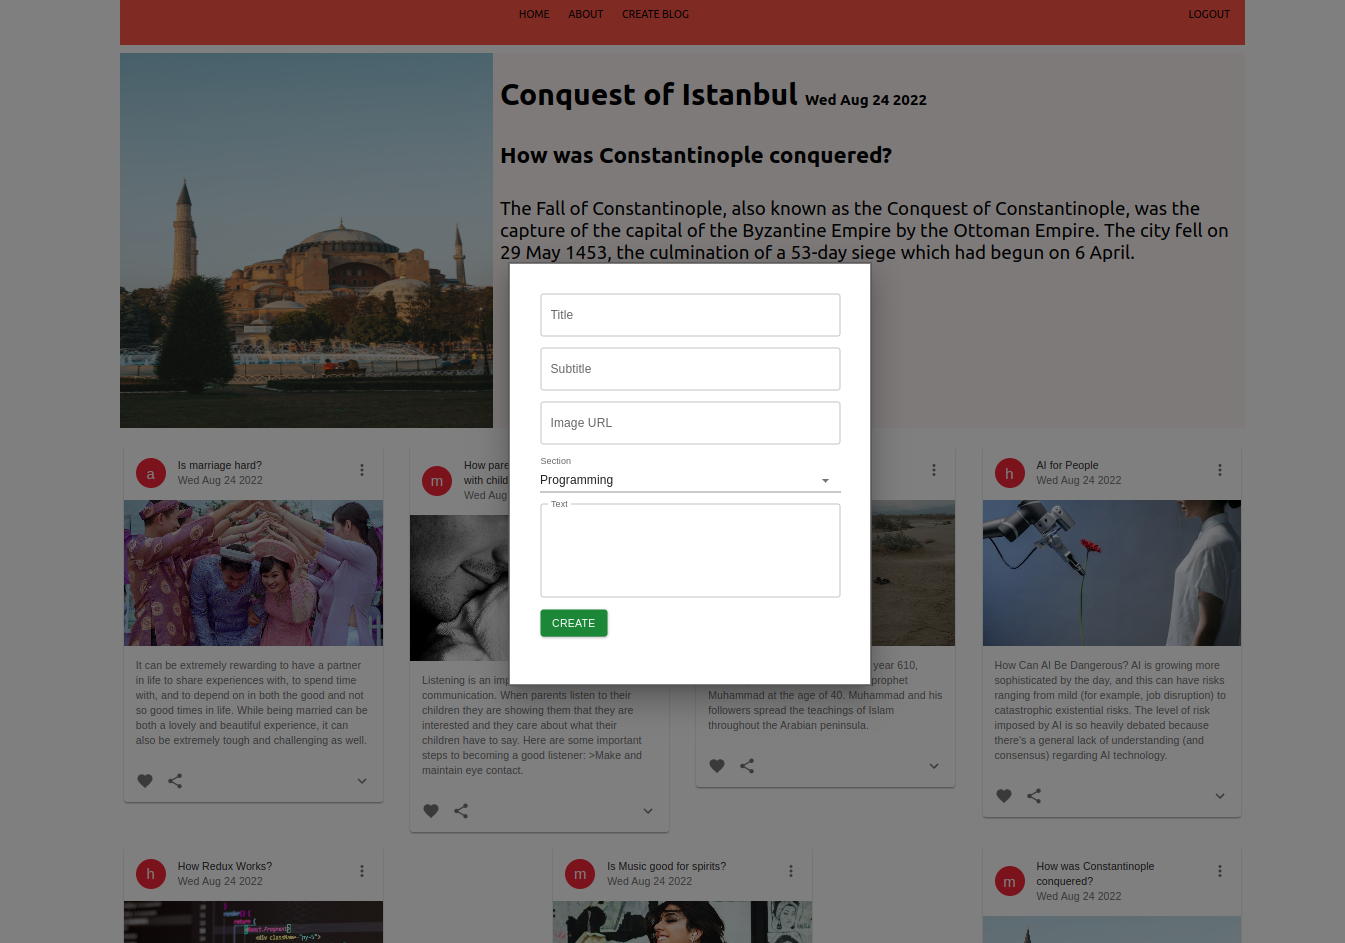 HOME ABOUT CREATE BLOG LOGOUT
Conquest of Istanbul Wed Aug 24 2022
How was Constantinople conquered?
The Fall of Constantinople, also known as the Conquest of Constantinople, was the
capture of the capital of the Byzantine Empire by the Ottoman Empire. The city fell on
29 May 1453, the culmination of a 53-day siege which had begun on 6 April.
Title
Subtitle
Image URL
Section
Programming
Text
CREATE
a
Is marriage hard?
Wed Aug 24 2022
It can be extremely rewarding to have a partner
in life to share experiences with, to spend time
with, and to depend on in both the good and not
so good times in life. While being married can be
both a lovely and beautiful experience, it can
also be extremely tough and challenging as well.
m
How pare
with child
Wed Aug
Listening is an imp
communication. When parents listen to their
children they are showing them that they are
interested and they care about what their
children have to say. Here are some important
steps to becoming a good listener: >Make and
maintain eye contact.
year 610,
prophet
Muhammad at the age of 40. Muhammad and his
followers spread the teachings of Islam
throughout the Arabian peninsula.
h
AI for People
Wed Aug 24 2022
How Can AI Be Dangerous? AI is growing more
sophisticated by the day, and this can have risks
ranging from mild (for example, job disruption) to
catastrophic existential risks. The level of risk
imposed by AI is so heavily debated because
there's a general lack of understanding (and
consensus) regarding AI technology.
h
How Redux Works?
Wed Aug 24 2022
render() {
return (
<React.Fragment>
<div className="py-5">
m
Is Music good for spirits?
Wed Aug 24 2022
m
How was Constantinople
conquered?
Wed Aug 24 2022